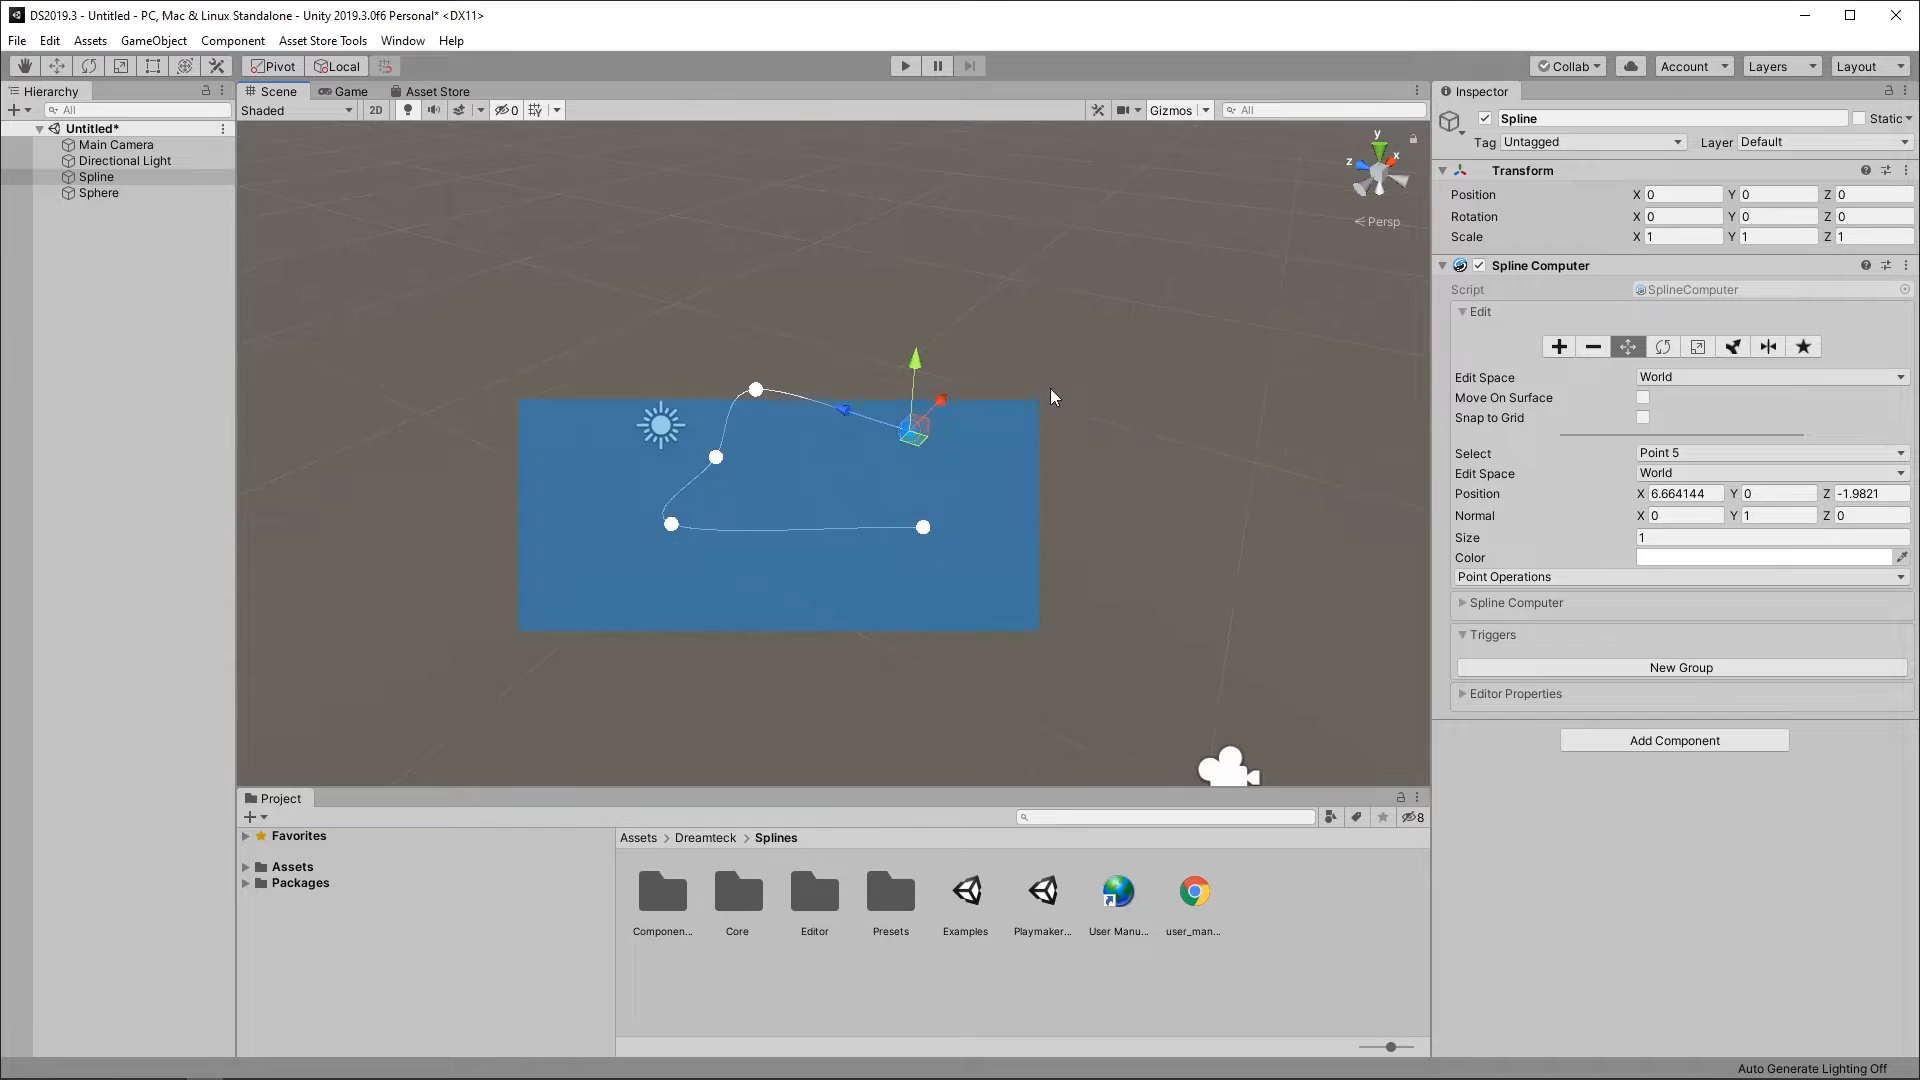 DS2019.3 - Untitled - PC, Mac & Linux Standalone - Unity 2019.3.0f6 Personal* <DX11>
File Edit Assets GameObject Component Asset Store Tools Window Help
Pivot Local Collab Account Layers Layout
Hierarchy
All
Untitled*
Main Camera
Directional Light
Spline
Sphere
Scene Game Asset Store
Shaded 2D 0 Gizmos All
y
z x
Persp
Inspector
Spline Static
Tag Untagged Layer Default
Transform
Position X 0 Y 0 Z 0
Rotation X 0 Y 0 Z 0
Scale X 1 Y 1 Z 1
Spline Computer
Script SplineComputer
Edit
Edit Space World
Move On Surface
Snap to Grid
Select Point 5
Edit Space World
Position X 6.664144 Y 0 Z -1.9821
Normal X 0 Y 1 Z 0
Size 1
Color
Point Operations
Spline Computer
Triggers
New Group
Editor Properties
Add Component
Project
8
Favorites
Assets
Packages
Assets > Dreamteck > Splines
Componen... Core Editor Presets Examples Playmaker... User Manu... user_man...
Auto Generate Lighting Off